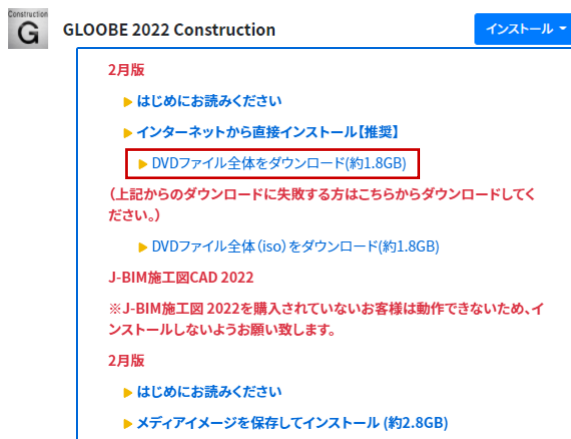 Construction
G
GLOOBE 2022 Construction
インストール
2月版
はじめにお読みください
インターネットから直接インストール【推奨】
DVDファイル全体をダウンロード(約1.8GB)
(上記からのダウンロードに失敗する方はこちらからダウンロードしてく
ださい。)
DVDファイル全体（iso）をダウンロード(約1.8GB)
J-BIM施工図CAD 2022
※J-BIM施工図 2022を購入されていないお客様は動作できないため、イ
ンストールしないようお願い致します。
2月版
はじめにお読みください
メディアイメージを保存してインストール (約2.8GB)